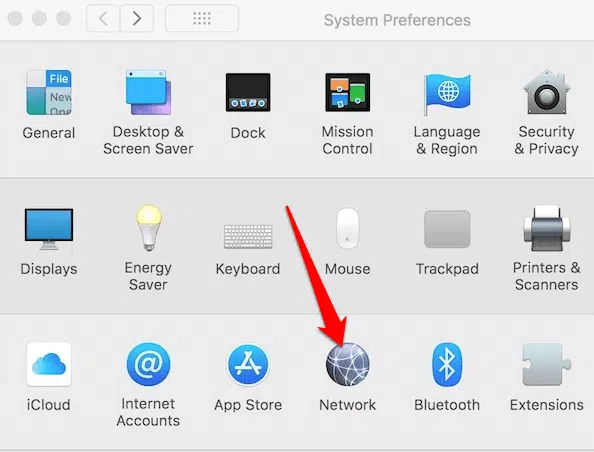 System Preferences
File
New
One
General
Desktop &
Screen Saver
Dock
Mission
Control
Language
& Region
Security
& Privacy
Displays
Energy
Saver
Keyboard
Mouse
Trackpad
Printers &
Scanners
iCloud
@
Internet
Accounts
App Store
Network
Bluetooth
Extensions